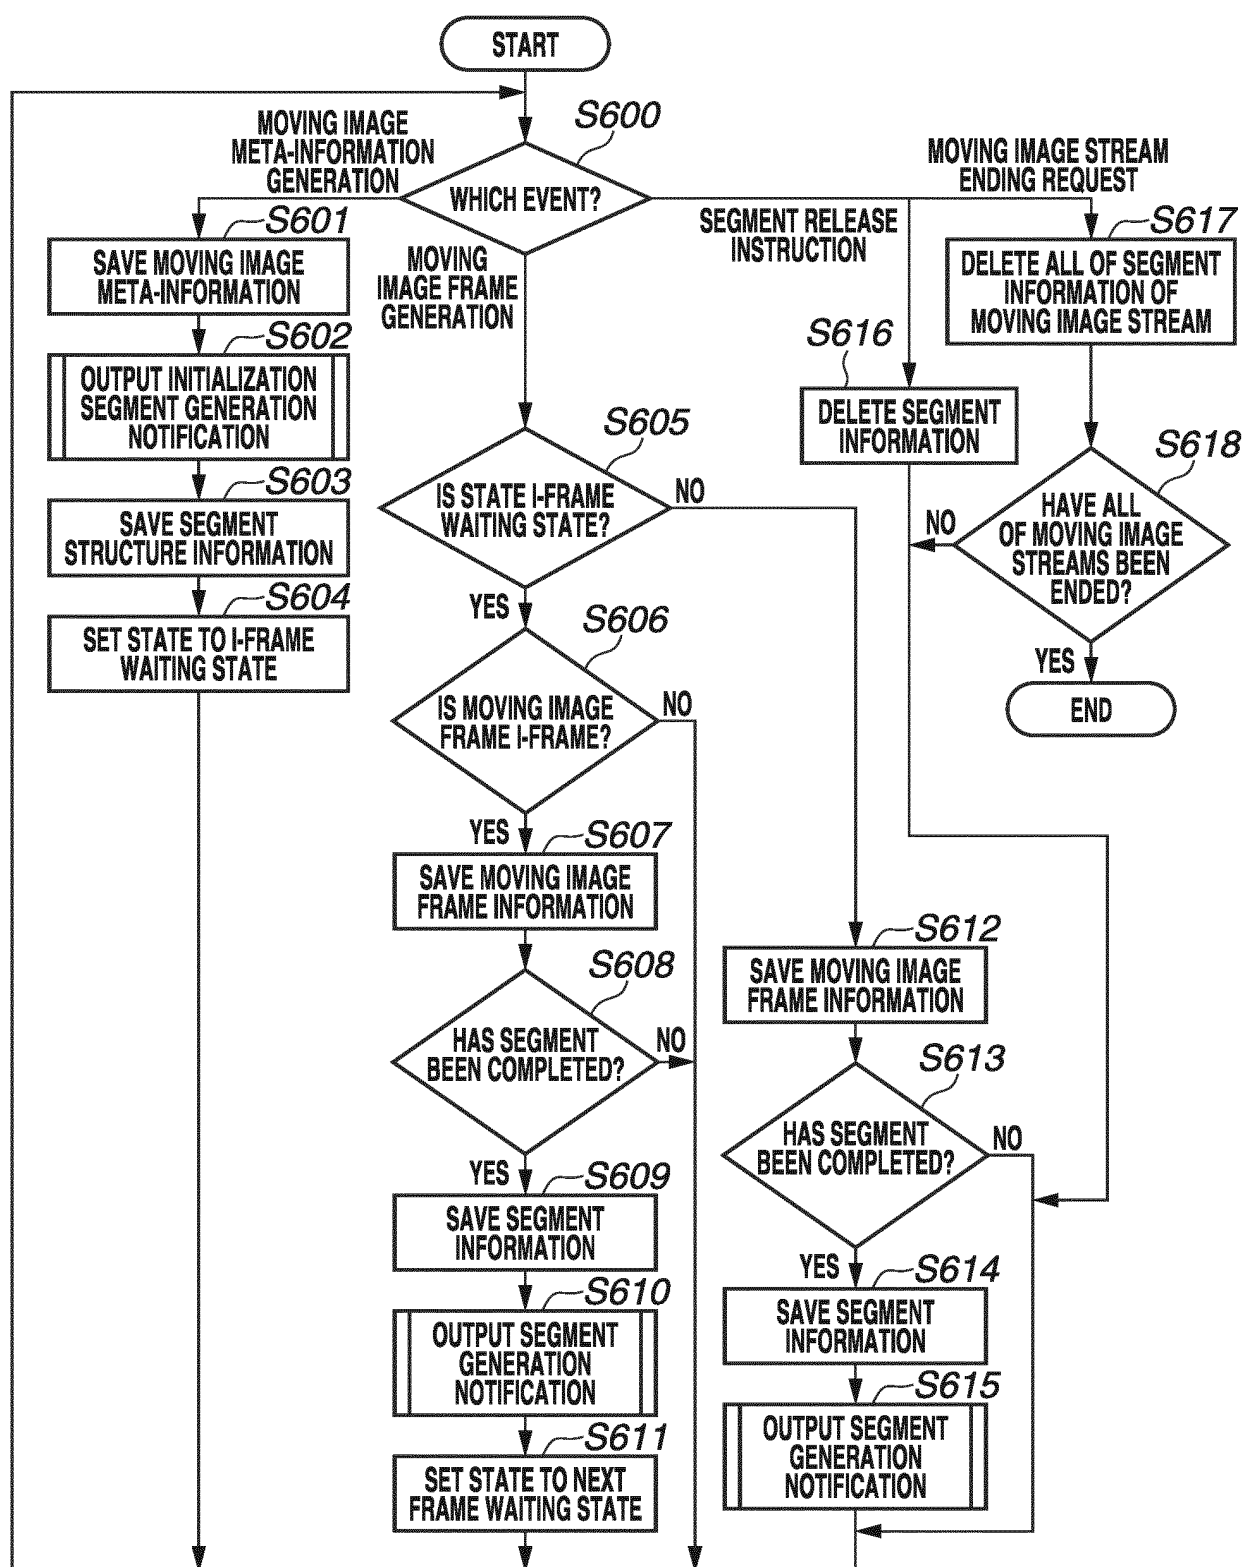 START
S600
MOVING IMAGE
META-INFORMATION
GENERATION
WHICH EVENT?
MOVING IMAGE STREAM
ENDING REQUEST
SEGMENT RELEASE
INSTRUCTION
MOVING
IMAGE FRAME
GENERATION
S601
SAVE MOVING IMAGE
META-INFORMATION
S602
OUTPUT INITIALIZATION
SEGMENT GENERATION
NOTIFICATION
S603
SAVE SEGMENT
STRUCTURE INFORMATION
S604
SET STATE TO I-FRAME
WAITING STATE
S605
IS STATE I-FRAME
WAITING STATE?
NO
YES
S606
IS MOVING IMAGE
FRAME I-FRAME?
NO
YES
S607
SAVE MOVING IMAGE
FRAME INFORMATION
S608
HAS SEGMENT
BEEN COMPLETED?
NO
YES
S609
SAVE SEGMENT
INFORMATION
S610
OUTPUT SEGMENT
GENERATION
NOTIFICATION
S611
SET STATE TO NEXT
FRAME WAITING STATE
S612
SAVE MOVING IMAGE
FRAME INFORMATION
S613
HAS SEGMENT
BEEN COMPLETED?
NO
YES
S614
SAVE SEGMENT
INFORMATION
S615
OUTPUT SEGMENT
GENERATION
NOTIFICATION
S616
DELETE SEGMENT
INFORMATION
S617
DELETE ALL OF SEGMENT
INFORMATION OF
MOVING IMAGE STREAM
S618
HAVE ALL
OF MOVING IMAGE
STREAMS BEEN
ENDED?
NO
YES
END